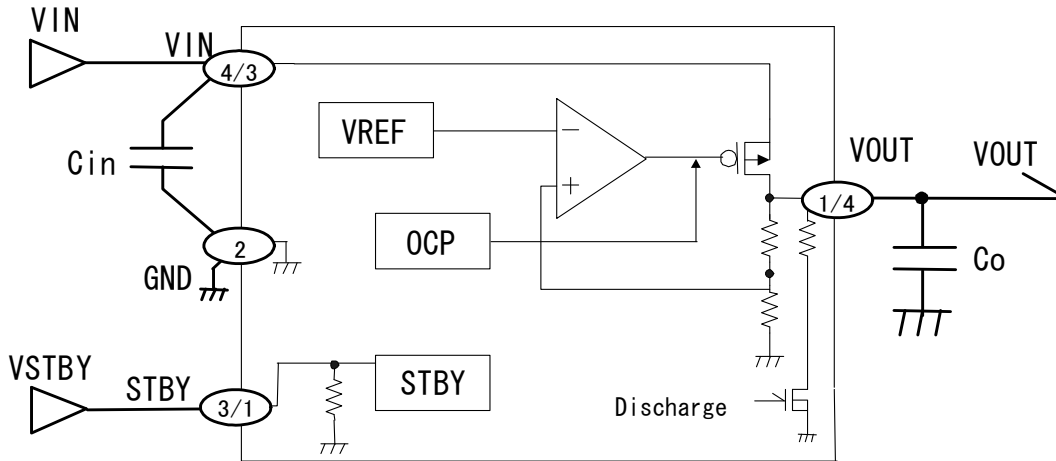 VIN
VIN
4/3
VREF
−
+
VOUT
VOUT
1/4
Cin
OCP
2
GND
Co
VSTBY
STBY
3/1
STBY
Discharge